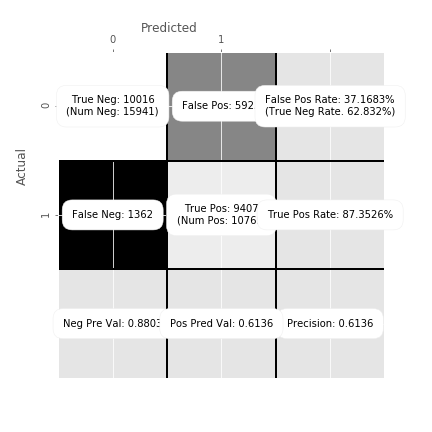 Predicted
0 1
Actual
0
True Neg: 10016
(Num Neg: 15941)
False Pos: 592
False Pos Rate: 37.1683%
(True Neg Rate. 62.832%)
1
False Neg: 1362
True Pos: 9407
(Num Pos: 1076
True Pos Rate: 87.3526%
Neg Pre Val: 0.8803
Pos Pred Val: 0.6136
Precision: 0.6136